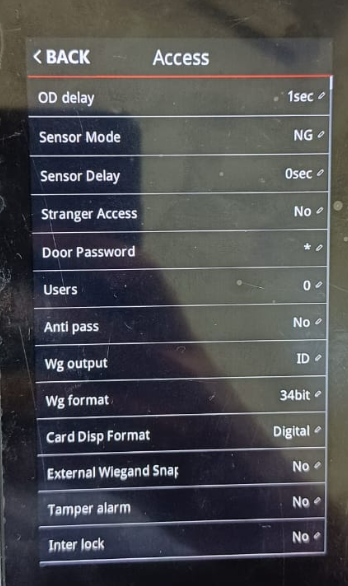 < BACK Access
OD delay 1sec
Sensor Mode NG
Sensor Delay 0sec
Stranger Access No
Door Password *
Users 0
Anti pass No
Wg output ID
Wg format 34bit
Card Disp Format Digital
External Wiegand Snap No
Tamper alarm No
Inter lock No